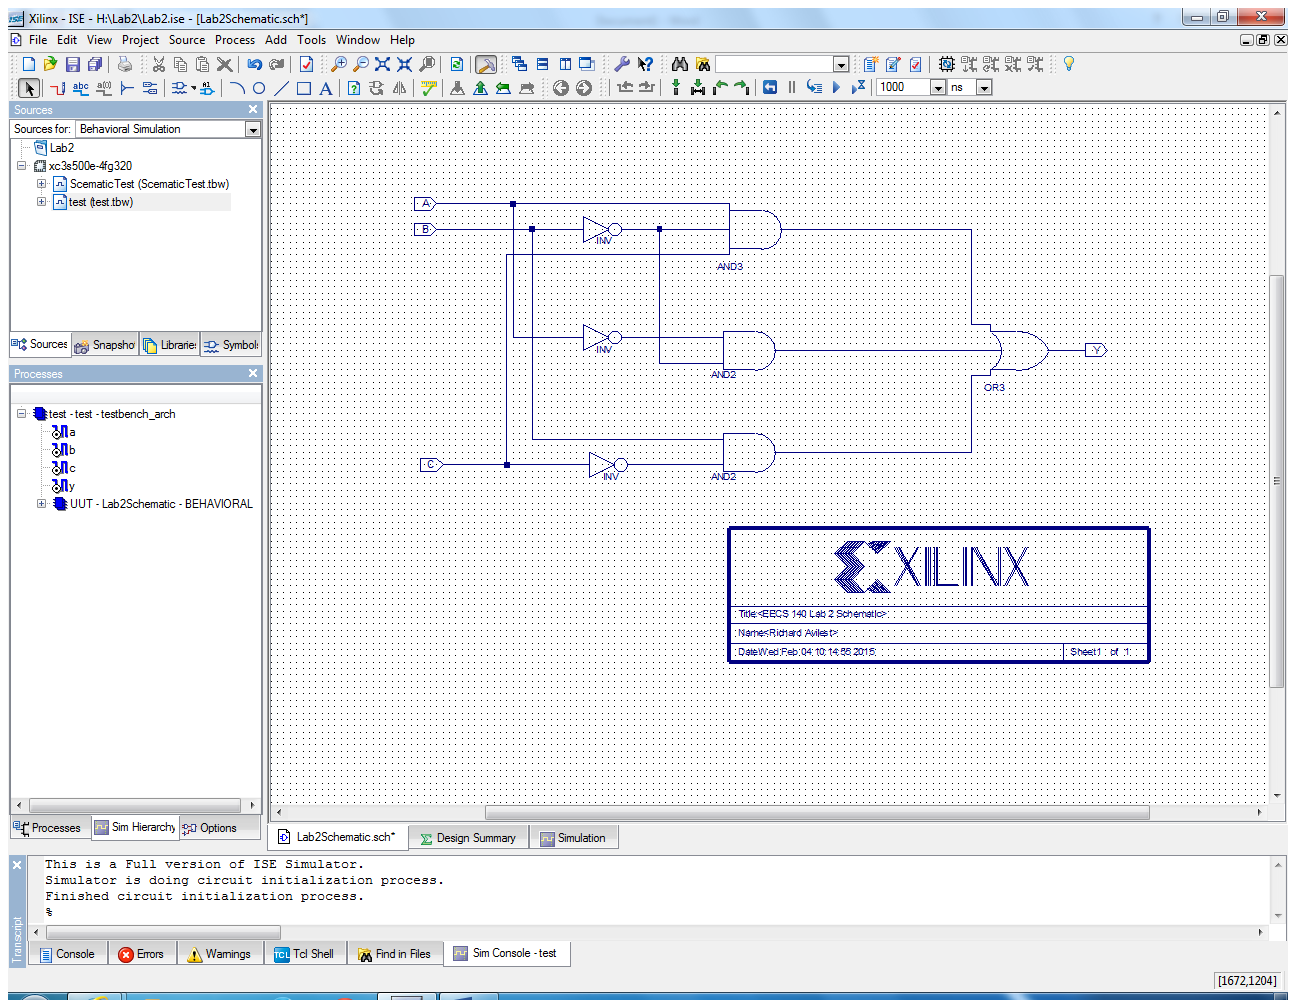 Xilinx - ISE - H:\Lab2\Lab2.ise - [Lab2Schematic.sch*]
File Edit View Project Source Process Add Tools Window Help
1000 ns
Sources
Sources for: Behavioral Simulation
Lab2
xc3s500e-4fg320
ScematicTest (ScematicTest.tbw)
test (test.tbw)
Sources Snapsho Librarie Symbol
Processes
test - test - testbench_arch
a
b
c
y
UUT - Lab2Schematic - BEHAVIORAL
Processes Sim Hierarchy Options
A
B
INV
AND3
INV
AND2
Y
OR3
C
INV
AND2
XILINX
Title:<EECS 140 Lab 2 Schematic>
Name<Richard Avilest>
DateWed Feb 04 10:14:55 2015
Sheet1 of 1
Lab2Schematic.sch* Design Summary Simulation
This is a Full version of ISE Simulator.
Simulator is doing circuit initialization process.
Finished circuit initialization process.
%
Transcript
Console Errors Warnings TCL Tcl Shell Find in Files Sim Console - test
[1672,1204]